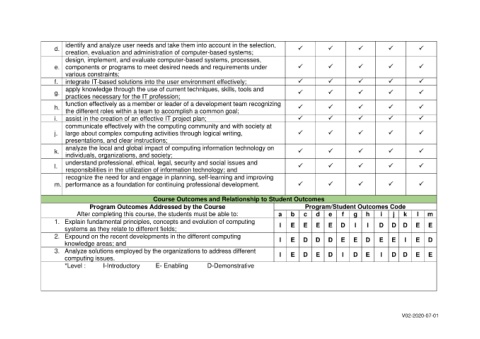 d. identify and analyze user needs and take them into account in the selection, ✓ ✓ ✓ ✓ ✓
creation, evaluation and administration of computer-based systems;
design, implement, and evaluate computer-based systems, processes,
e. components or programs to meet desired needs and requirements under ✓ ✓ ✓ ✓ ✓
various constraints;
f. integrate IT-based solutions into the user environment effectively; ✓ ✓ ✓ ✓ ✓
g. apply knowledge through the use of current techniques, skills, tools and ✓ ✓ ✓ ✓ ✓
practices necessary for the IT profession;
h. function effectively as a member or leader of a development team recognizing ✓ ✓ ✓ ✓ ✓
the different roles within a team to accomplish a common goal;
i. assist in the creation of an effective IT project plan; ✓ ✓ ✓ ✓ ✓
communicate effectively with the computing community and with society at
j. large about complex computing activities through logical writing, ✓ ✓ ✓ ✓ ✓
presentations, and clear instructions;
k. analyze the local and global impact of computing information technology on ✓ ✓ ✓ ✓ ✓
individuals, organizations, and society;
l. understand professional, ethical, legal, security and social issues and ✓ ✓ ✓ ✓ ✓
responsibilities in the utilization of information technology; and
recognize the need for and engage in planning, self-learning and improving
m. performance as a foundation for continuing professional development. ✓ ✓ ✓ ✓ ✓
Course Outcomes and Relationship to Student Outcomes
Program Outcomes Addressed by the Course Program/Student Outcomes Code
After completing this course, the students must be able to: a b c d e f g h i j k l m
1. Explain fundamental principles, concepts and evolution of computing I E E E E D I I D D D E E
systems as they relate to different fields;
2. Expound on the recent developments in the different computing I E D D D E E D E E I E D
knowledge areas; and
3. Analyze solutions employed by the organizations to address different I E D E D I D E I D D E E
computing issues.
*Level : I-Introductory E- Enabling D-Demonstrative
V02-2020-07-01